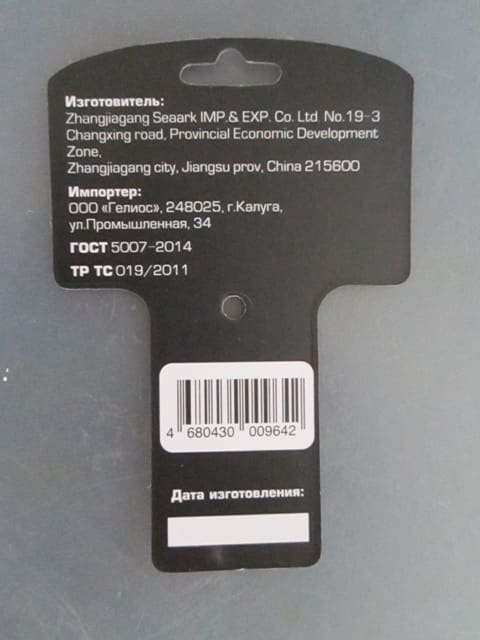 Изготовитель:
Zhangjiagang Seaark IMP.& EXP. Co. Ltd No.19-3
Changxing road, Provincial Economic Development
Zone,
Zhangjiagang city, Jiangsu prov, China 215600
Импортер:
ООО «Гелиос», 248025, г.Калуга,
ул.Промышленная, 34
ГОСТ 5007-2014
ТР ТС 019/2011
4 680430 009642
Дата изготовления: